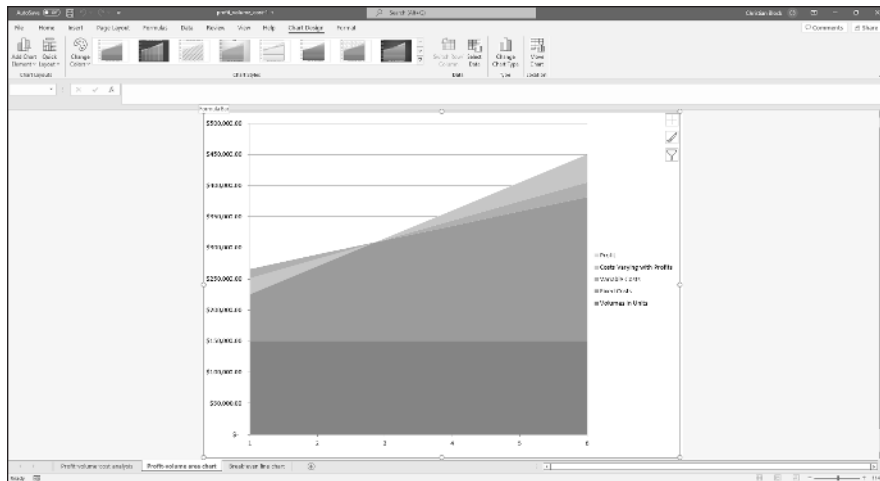 AutoSave
Search (Alt+Q)
Christian Block
File Home Insert Page Layout Formulas Data Review View Help Chart Design Format
Comments Share
Add Chart Element Quick Layout Change Colors Switch Row/Column Select Data Change Chart Type Move Chart
Chart Layouts Chart Styles Data Type Location
$500,000.00
$450,000.00
$400,000.00
$350,000.00
$300,000.00
$250,000.00
$200,000.00
$150,000.00
$100,000.00
$50,000.00
$-
1 2 3 4 5 6
Profit
Costs Varying with Profits
Variable Costs
Fixed Costs
Volumes in Units
Profit-volume-cost analysis Profit-volume area chart Break-even line chart
Ready